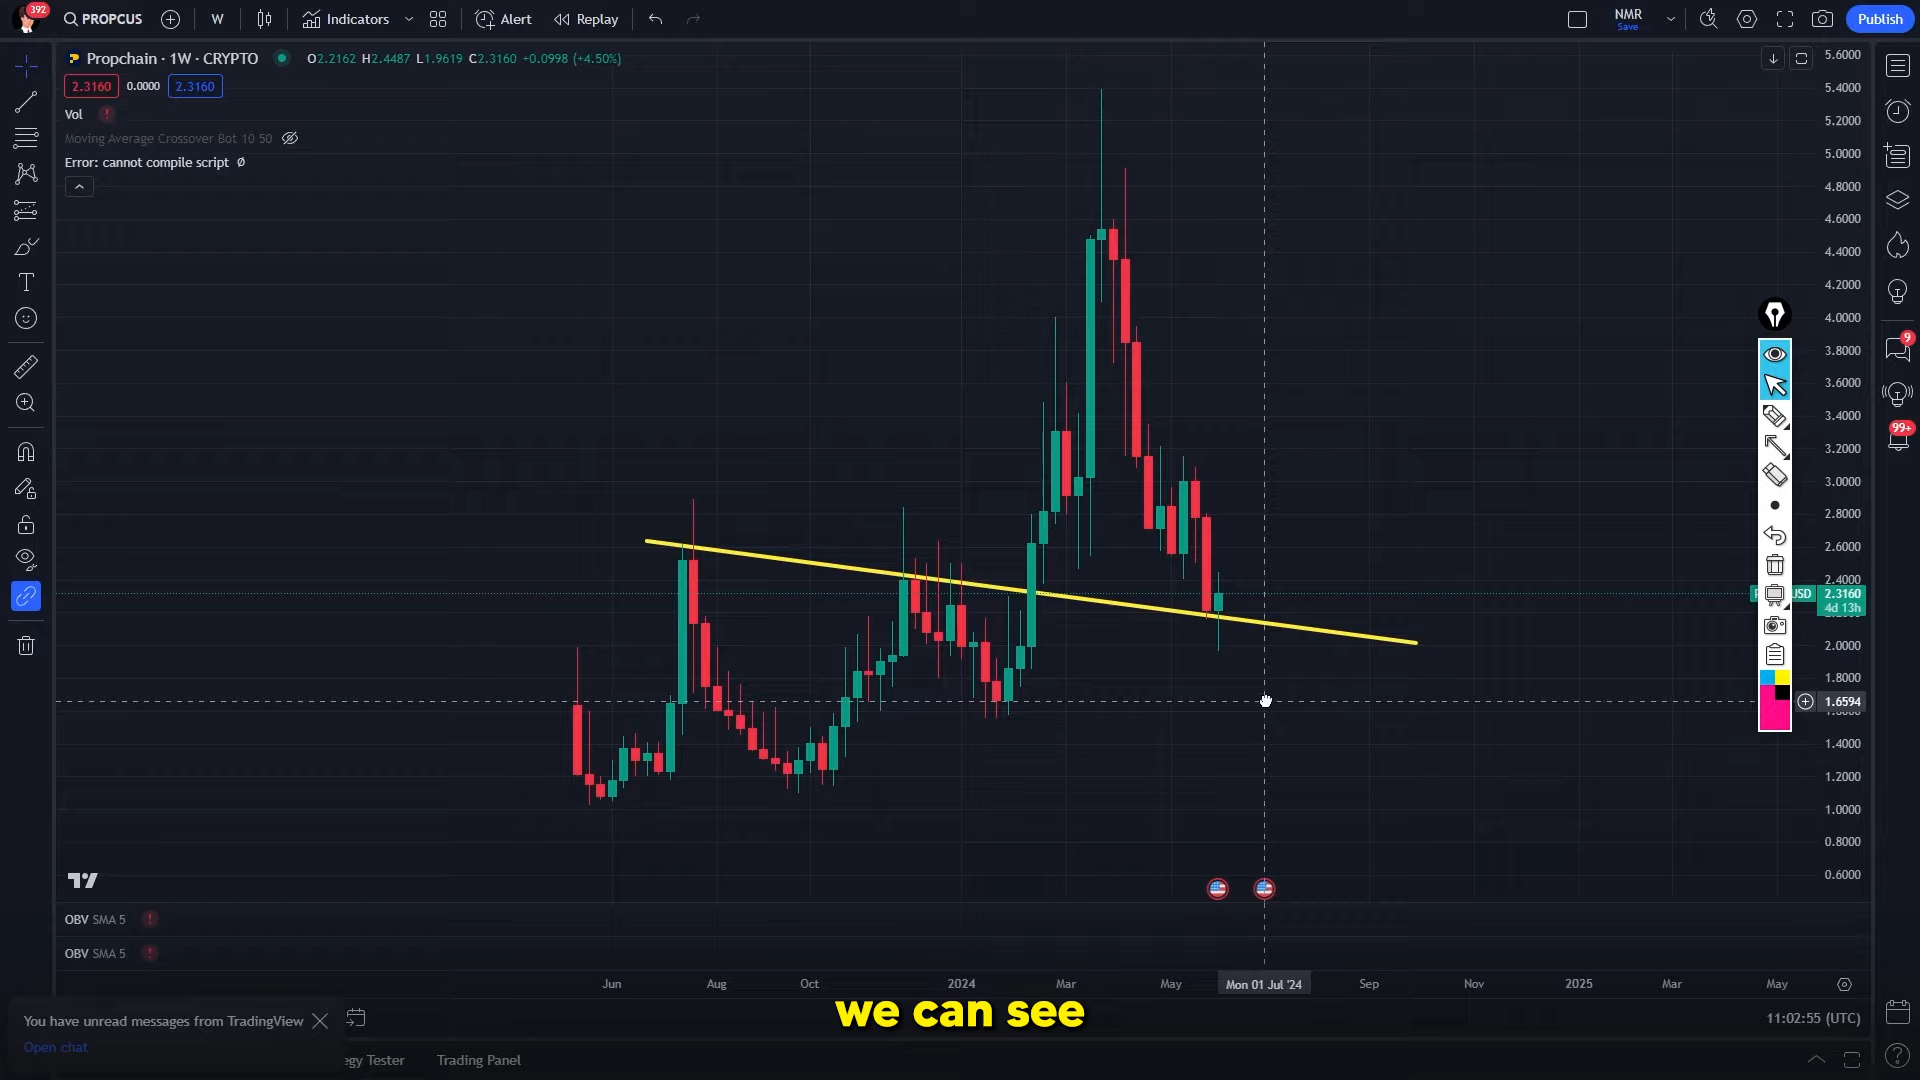 392
PROPCUS
W
Indicators
Alert
Replay
NMR
Save
Publish
Propchain · 1W · CRYPTO
O2.2162 H2.4487 L1.9619 C2.3160 +0.0998 (+4.50%)
2.3160 0.0000 2.3160
Vol
Moving Average Crossover Bot 10 50
Error: cannot compile script
5.6000
5.4000
5.2000
5.0000
4.8000
4.6000
4.4000
4.2000
4.0000
3.8000
3.6000
3.4000
3.2000
3.0000
2.8000
2.6000
2.4000
USD
2.3160
4d 13h
2.0000
1.8000
1.6594
1.4000
1.2000
1.0000
0.8000
0.6000
9
99+
OBV SMA 5
OBV SMA 5
Jun Aug Oct 2024 Mar May Mon 01 Jul '24 Sep Nov 2025 Mar May
You have unread messages from TradingView
Open chat
we can see
11:02:55 (UTC)
egy Tester
Trading Panel